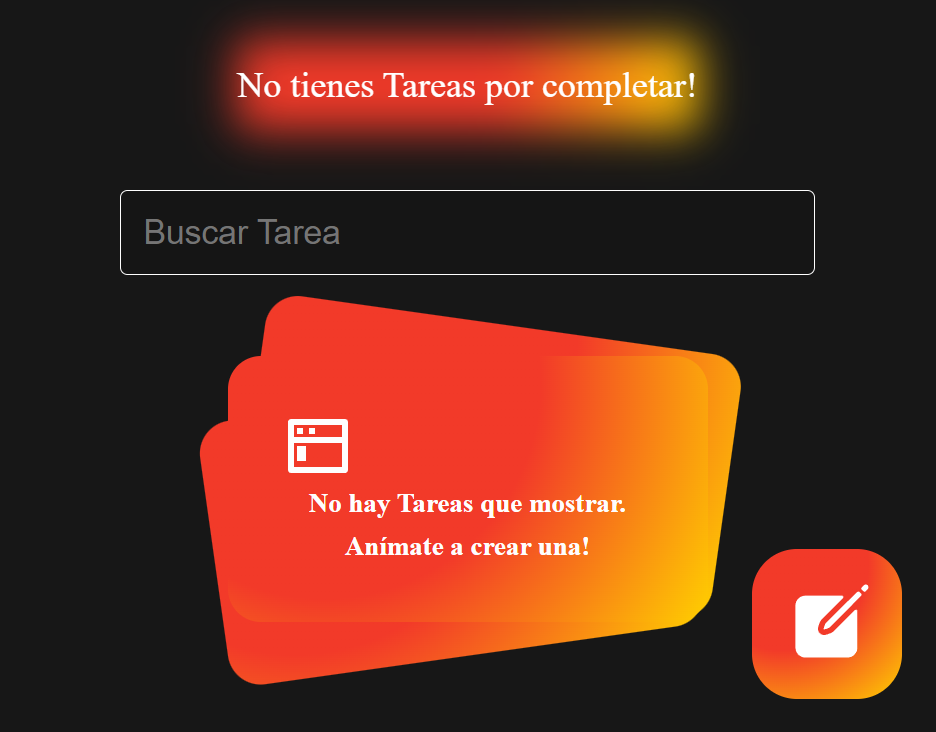 No tienes Tareas por completar!
Buscar Tarea
No hay Tareas que mostrar.
Anímate a crear una!